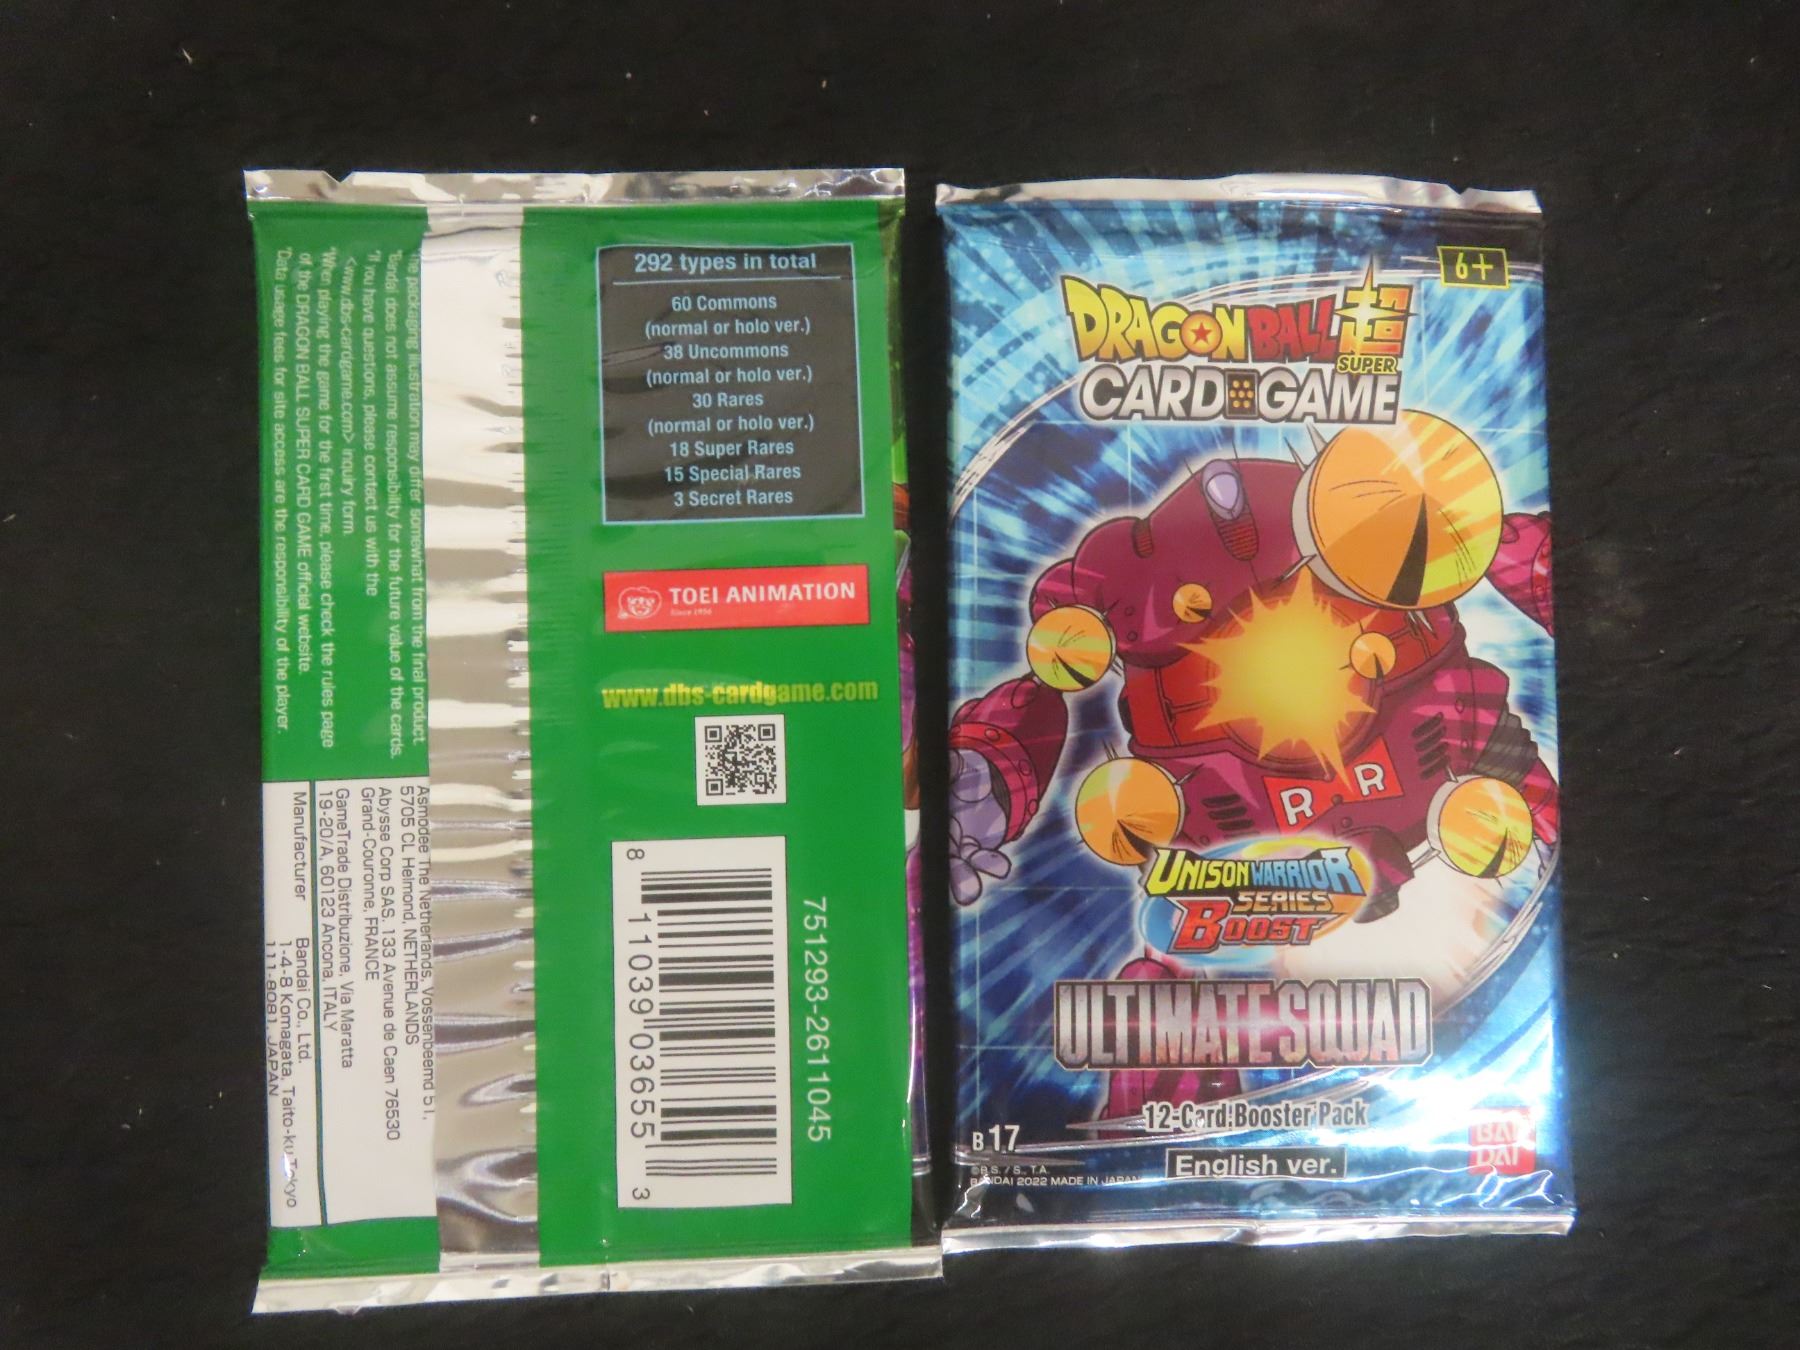 292 types in total
60 Commons
(normal or holo ver.)
38 Uncommons
(normal or holo ver.)
30 Rares
(normal or holo ver.)
18 Super Rares
15 Special Rares
3 Secret Rares
TOEI ANIMATION
Since 1956
www.dbs-cardgame.com
751293-2611045
8 11039 03655 3
he packaging illustration may differ somewhat from the final product.
*Bandai does not assume responsibility for the future value of the cards.
*If you have questions, please contact us with the
<www.dbs-cardgame.com> inquiry form.
*When playing the game for the first time, please check the rules page
of the DRAGON BALL SUPER CARD GAME official website.
*Data usage fees for site access are the responsibility of the player.
Asmodee The Netherlands, Vossenbeemd 51,
5705 CL Helmond, NETHERLANDS
Abysse Corp SAS. 133 Avenue de Caen 76530
Grand-Couronne, FRANCE
GameTrade Distribuzione, Via Maratta
19-20/A, 60123 Ancona, ITALY
Manufacturer Bandai Co., Ltd.
1-4-8 Komagata, Taito-ku Tokyo
111-8081, JAPAN
6+
DRAGON BALL 超
SUPER
CARD GAME
R R
UNISON WARRIOR
SERIES
BOOST
ULTIMATE SQUAD
12-Card Booster Pack
B17
English ver.
©B.S./S., T.A.
BANDAI 2022 MADE IN JAPAN
BAN
DAI